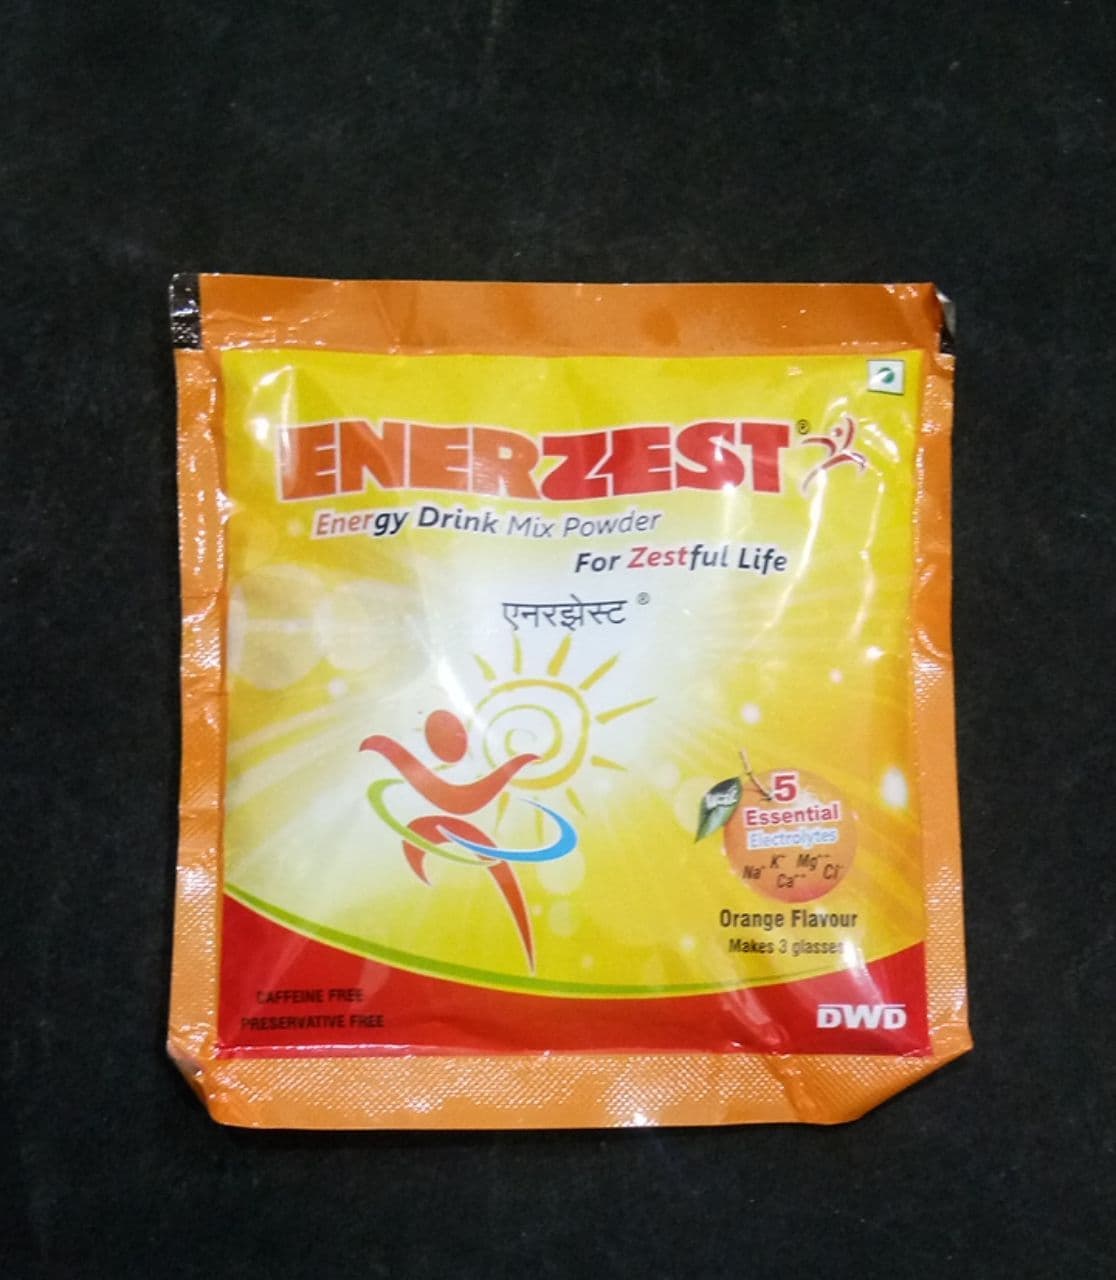 ENERZEST®
Energy Drink Mix Powder
For Zestful Life
एनरझेस्ट ®
5
Essential
Electrolytes
Na⁺ K⁺ Mg⁺⁺ Cl⁻
Ca⁺⁺
Orange Flavour
Makes 3 glasses
CAFFEINE FREE
PRESERVATIVE FREE
DWD